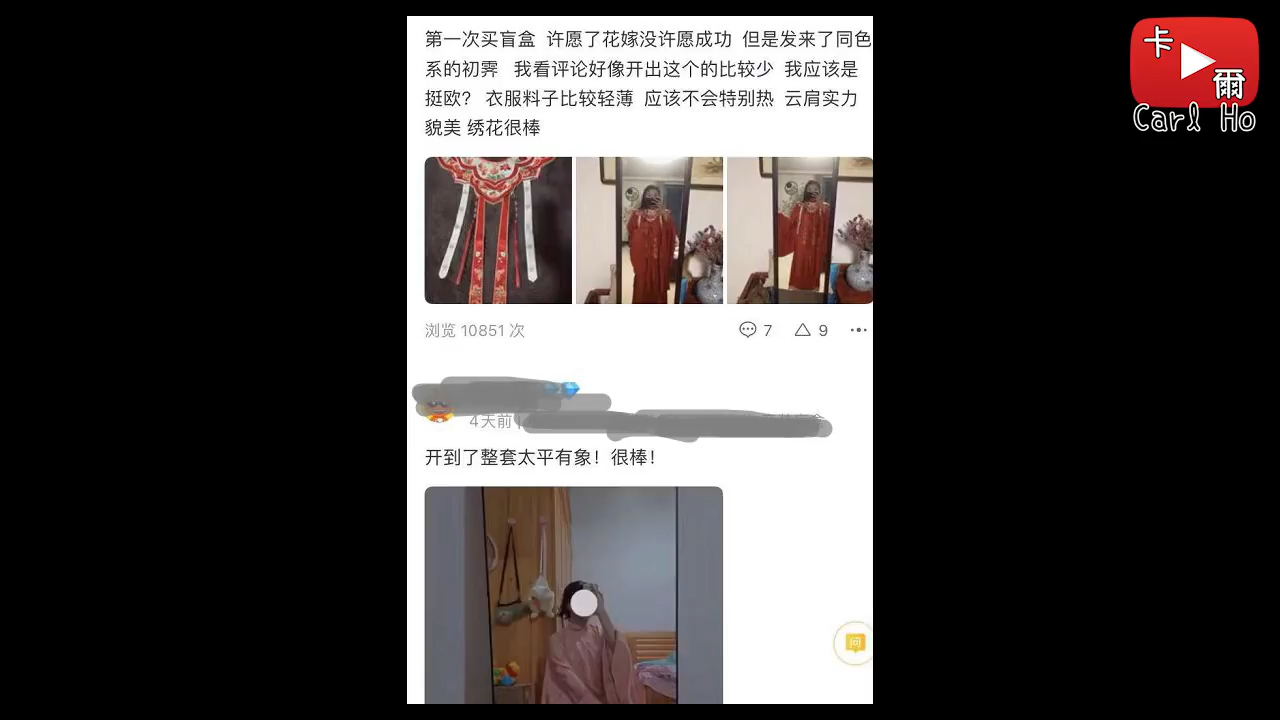 第一次买盲盒 许愿了花嫁没许愿成功 但是发来了同色
系的初霁 我看评论好像开出这个的比较少 我应该是
挺欧？ 衣服料子比较轻薄 应该不会特别热 云肩实力
貌美 绣花很棒
浏览 10851 次
7
9
4天前
开到了整套太平有象！很棒！
问
卡
爾
Carl Ho